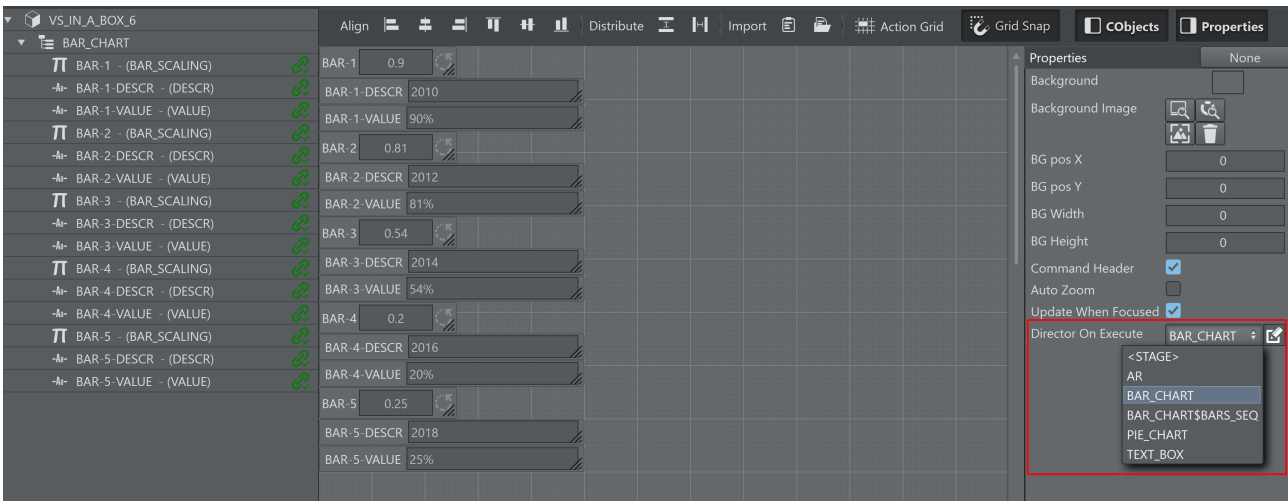 VS_IN_A_BOX_6
BAR_CHART
BAR-1 - (BAR_SCALING)
BAR-1-DESCR - (DESCR)
BAR-1-VALUE - (VALUE)
BAR-2 - (BAR_SCALING)
BAR-2-DESCR - (DESCR)
BAR-2-VALUE - (VALUE)
BAR-3 - (BAR_SCALING)
BAR-3-DESCR - (DESCR)
BAR-3-VALUE - (VALUE)
BAR-4 - (BAR_SCALING)
BAR-4-DESCR - (DESCR)
BAR-4-VALUE - (VALUE)
BAR-5 - (BAR_SCALING)
BAR-5-DESCR - (DESCR)
BAR-5-VALUE - (VALUE)
Align Distribute Import Action Grid Grid Snap CObjects Properties
BAR-1 0.9
BAR-1-DESCR 2010
BAR-1-VALUE 90%
BAR-2 0.81
BAR-2-DESCR 2012
BAR-2-VALUE 81%
BAR-3 0.54
BAR-3-DESCR 2014
BAR-3-VALUE 54%
BAR-4 0.2
BAR-4-DESCR 2016
BAR-4-VALUE 20%
BAR-5 0.25
BAR-5-DESCR 2018
BAR-5-VALUE 25%
Properties None
Background
Background Image
BG pos X 0
BG pos Y 0
BG Width 0
BG Height 0
Command Header
Auto Zoom
Update When Focused
Director On Execute BAR_CHART
<STAGE>
AR
BAR_CHART
BAR_CHART$BARS_SEQ
PIE_CHART
TEXT_BOX